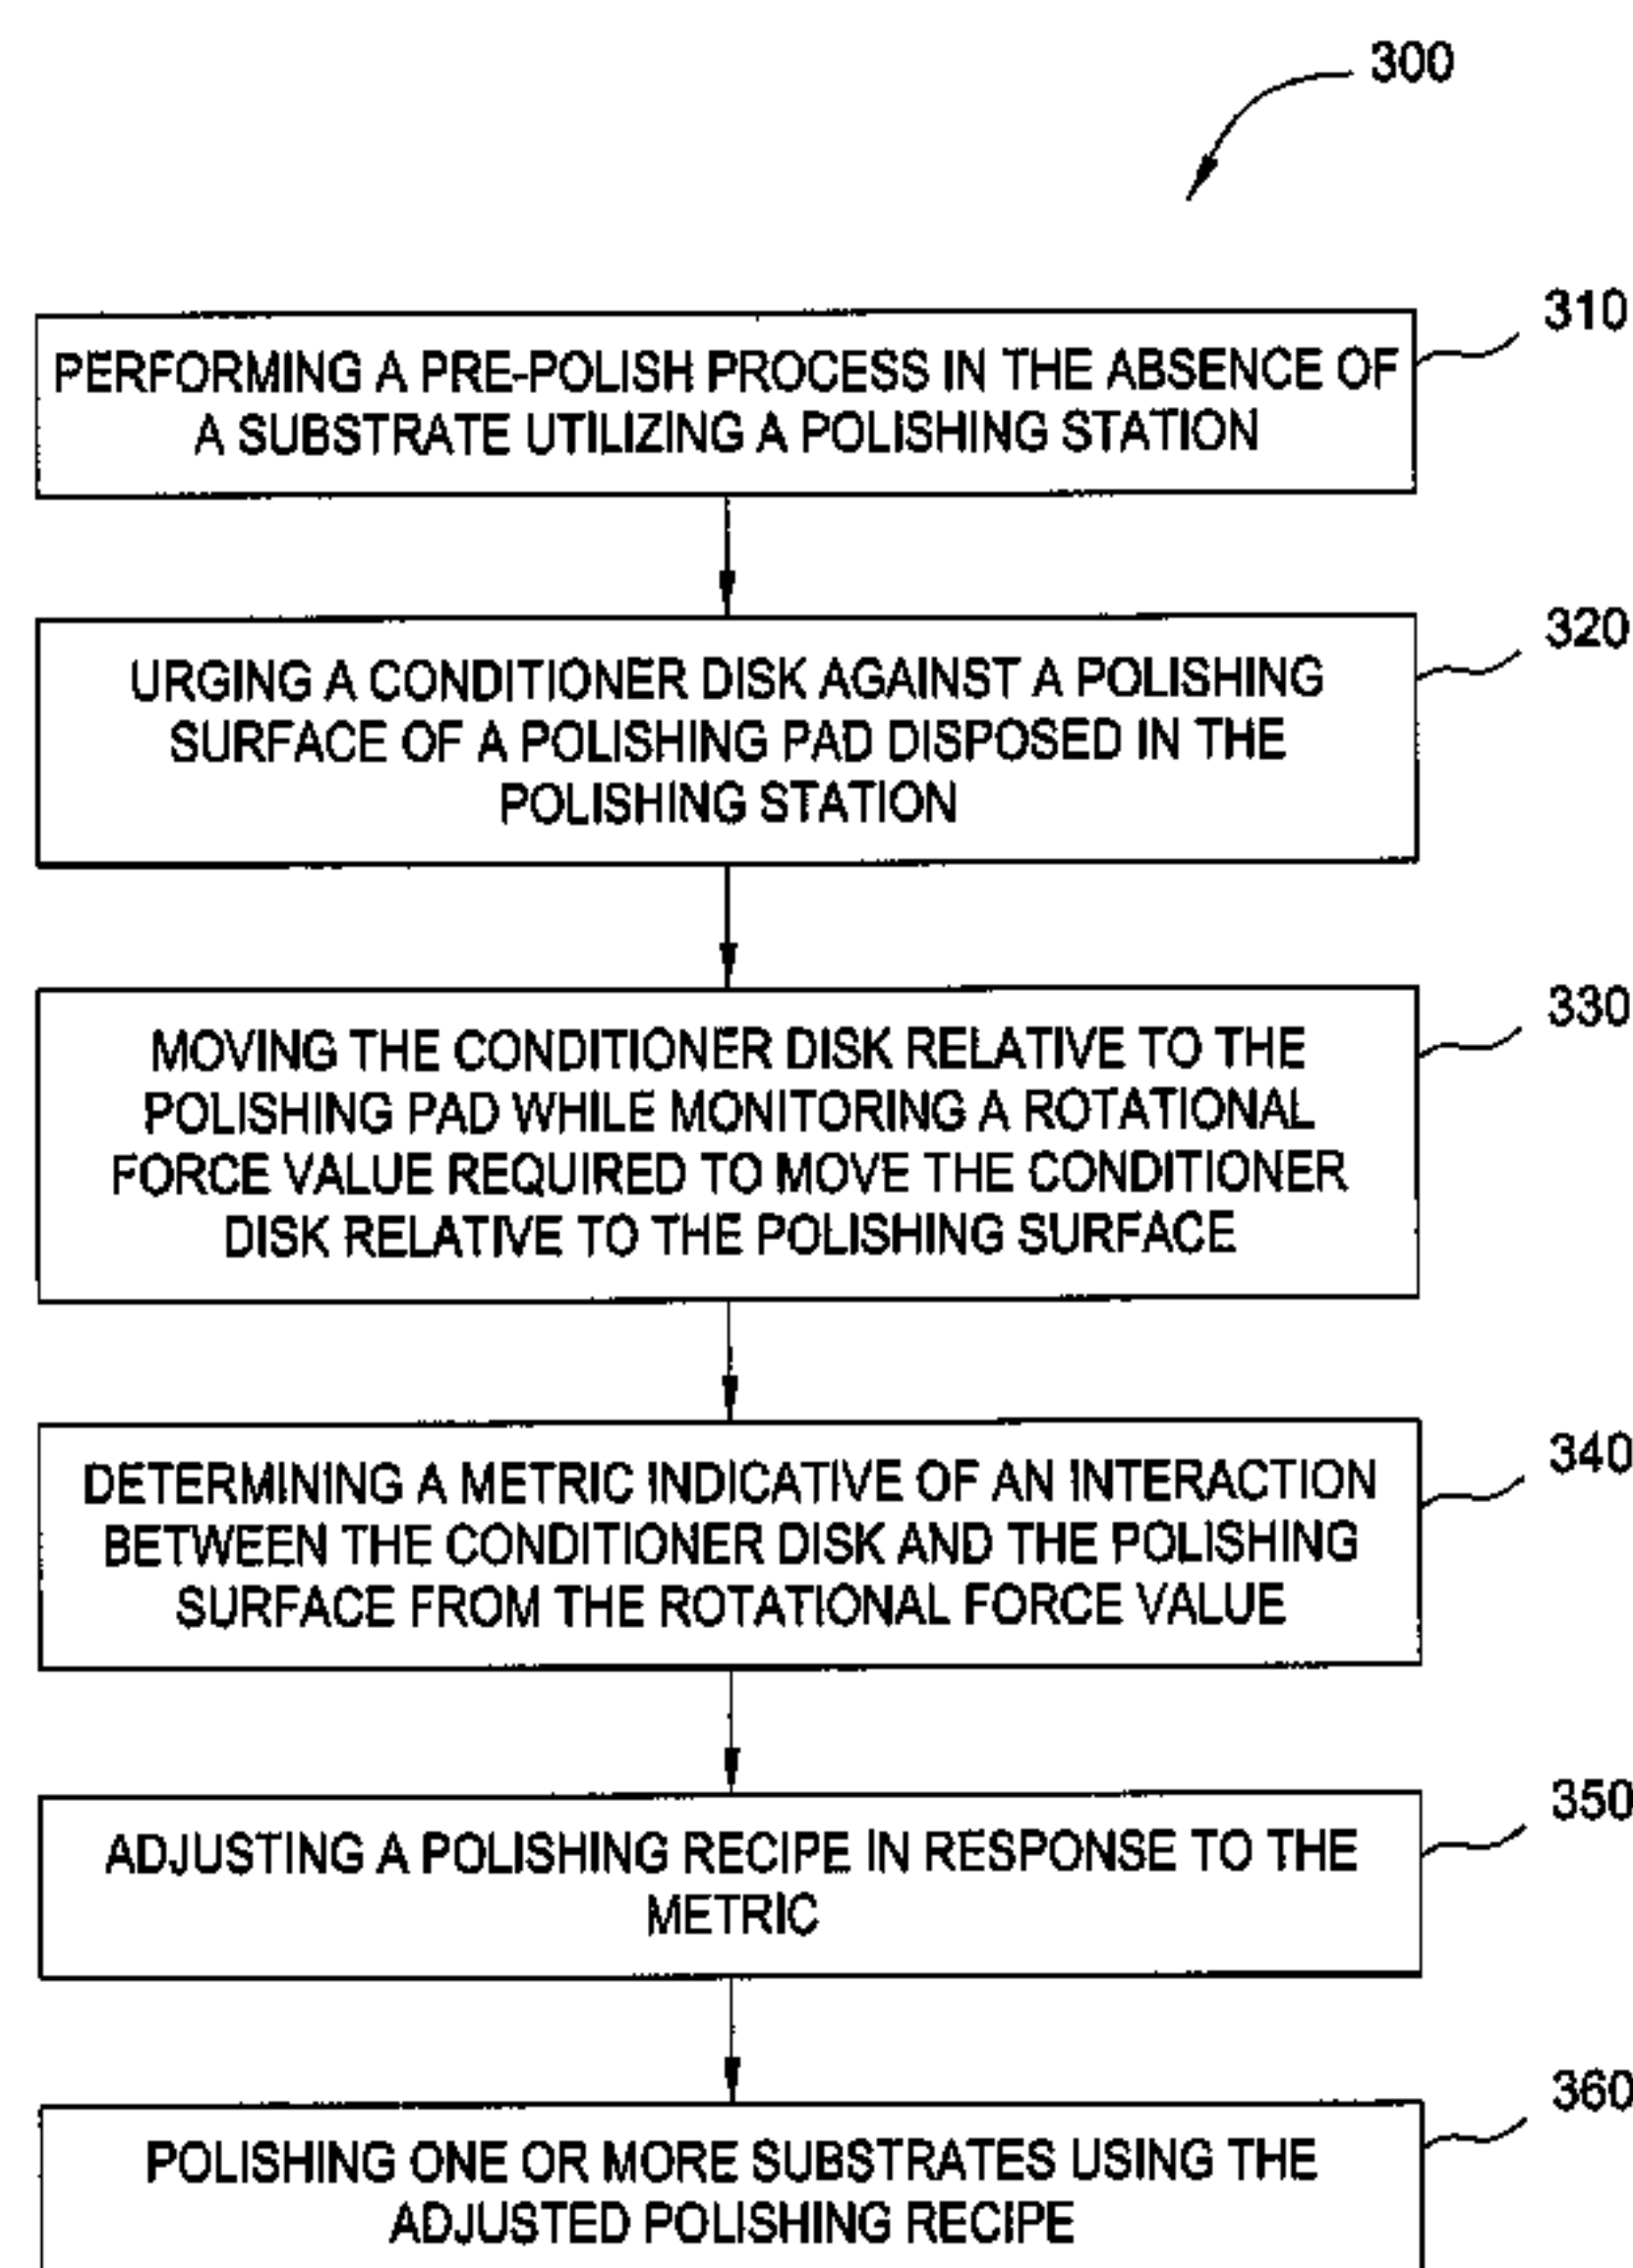 300
310
PERFORMING A PRE-POLISH PROCESS IN THE ABSENCE OF
A SUBSTRATE UTILIZING A POLISHING STATION
320
URGING A CONDITIONER DISK AGAINST A POLISHING
SURFACE OF A POLISHING PAD DISPOSED IN THE
POLISHING STATION
330
MOVING THE CONDITIONER DISK RELATIVE TO THE
POLISHING PAD WHILE MONITORING A ROTATIONAL
FORCE VALUE REQUIRED TO MOVE THE CONDITIONER
DISK RELATIVE TO THE POLISHING SURFACE
340
DETERMINING A METRIC INDICATIVE OF AN INTERACTION
BETWEEN THE CONDITIONER DISK AND THE POLISHING
SURFACE FROM THE ROTATIONAL FORCE VALUE
350
ADJUSTING A POLISHING RECIPE IN RESPONSE TO THE
METRIC
360
POLISHING ONE OR MORE SUBSTRATES USING THE
ADJUSTED POLISHING RECIPE